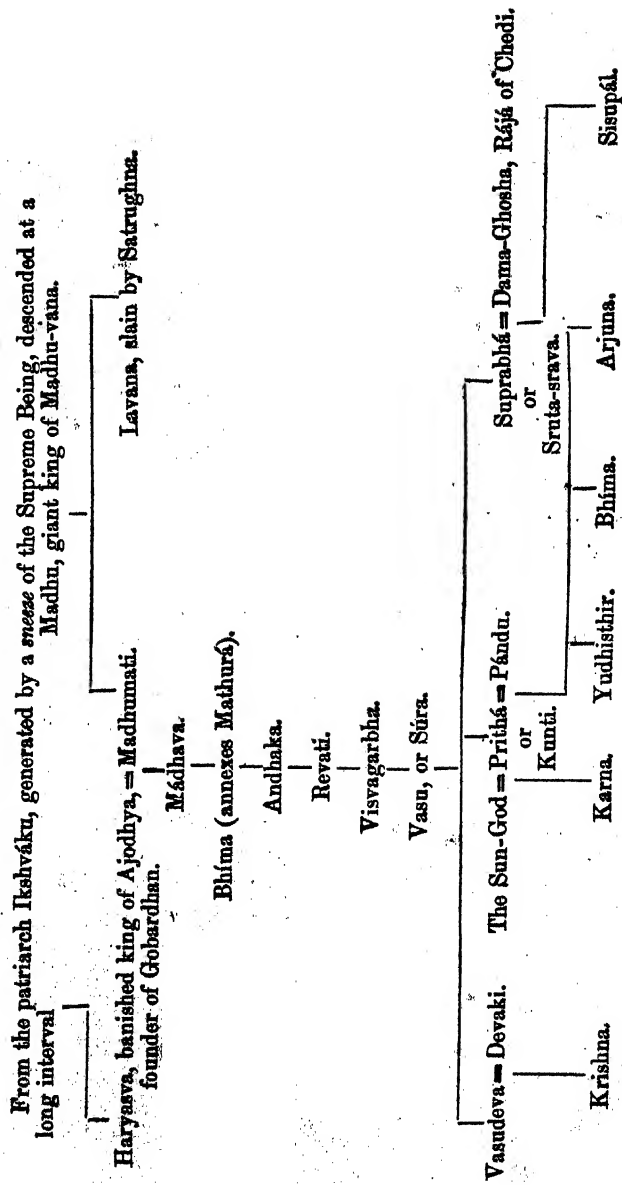 From the patriarch Ikshváku, generated by a sneeze of the Supreme Being, descended at a
long interval
Madhu, giant king of Madhu-vana.
Haryasva, banished king of Ajodhya, = Madhumati.
founder of Gobardhan.
Lavana, slain by Satrughna.
Mádhava.
Bhíma (annexes Mathurá).
Andhaka.
Revati.
Visvagarbha.
Vasu, or Súra.
Vasudeva = Devaki.
The Sun-God = Prithá = Pándu.
or
Kunti.
Suprabhá = Dama-Ghosha, Rájá of Chedi.
or
Sruta-srava.
Krishna.
Karna.
Yudhisthir.
Bhíma.
Arjuna.
Sisupál.